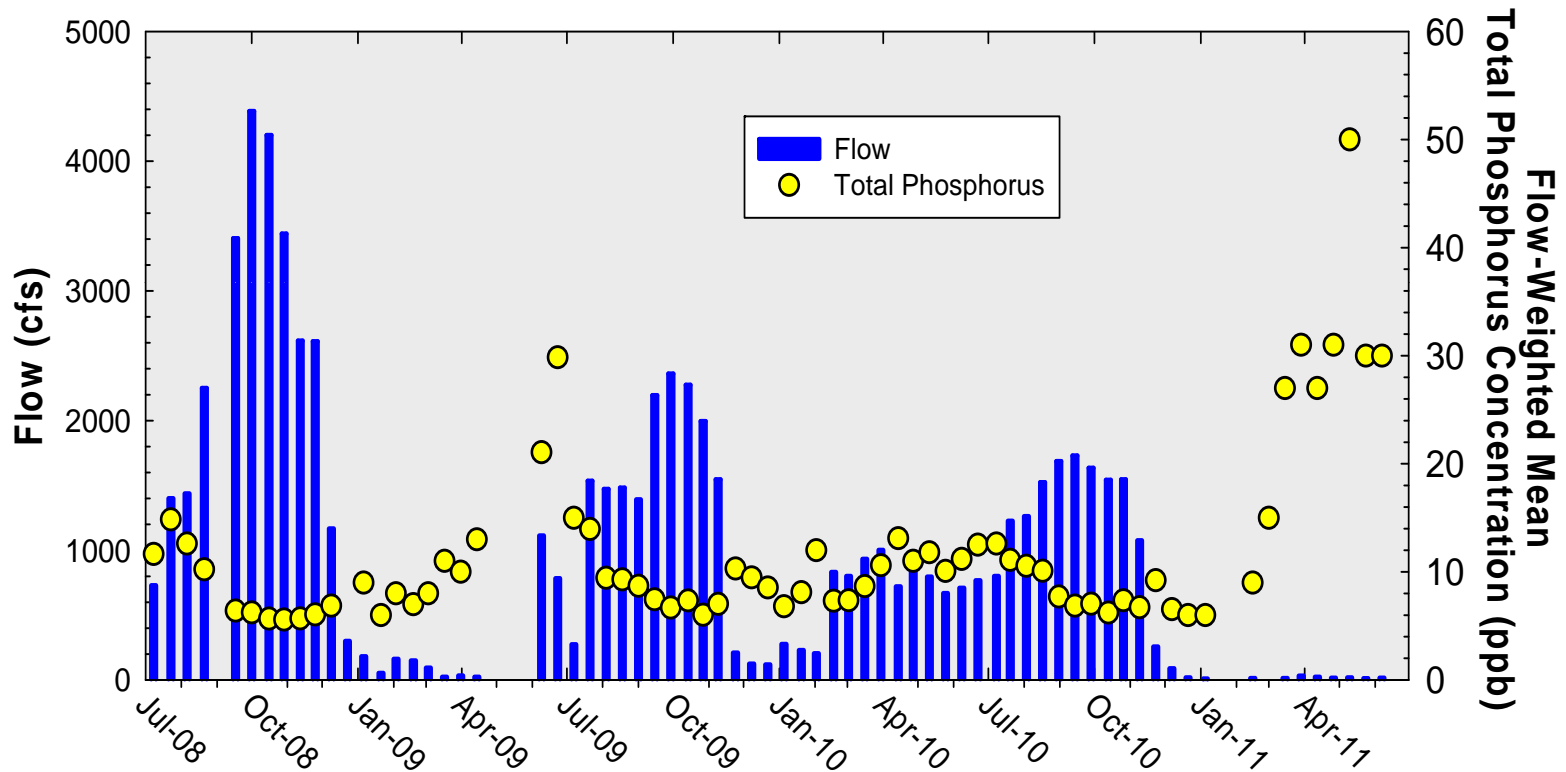 5000
4000
3000
2000
1000
0
Flow (cfs)
Flow
Total Phosphorus
60
50
40
30
20
10
0
Flow-Weighted Mean
Total Phosphorus Concentration (ppb)
Jul-08
Oct-08
Jan-09
Apr-09
Jul-09
Oct-09
Jan-10
Apr-10
Jul-10
Oct-10
Jan-11
Apr-11